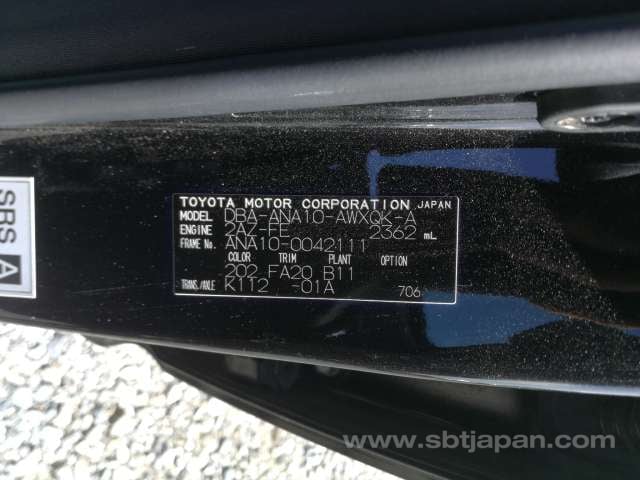 SRS A
TOYOTA MOTOR CORPORATION JAPAN
MODEL DBA-ANA10-AWXQK-A
ENGINE 2AZ-FE 2362 mL
FRAME No. ANA10-0042111
COLOR TRIM PLANT OPTION
202 FA20 B11
TRANS./AXLE K112 -01A 706
www.sbtjapan.com